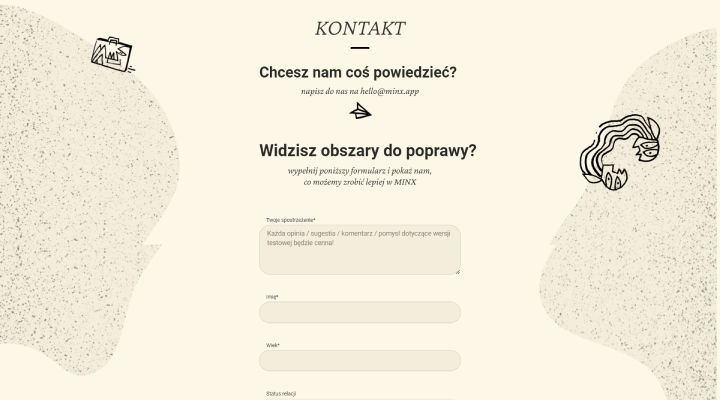 KONTAKT
Chcesz nam coś powiedzieć?
napisz do nas na hello@minx.app
Widzisz obszary do poprawy?
wypełnij poniższy formularz i pokaż nam,
co możemy zrobić lepiej w MINX
Twoje spostrzeżenie*
Każda opinia / sugestia / komentarz / pomysł dotyczące wersji
testowej będzie cenna!
Imię*
Wiek*
Status relacji